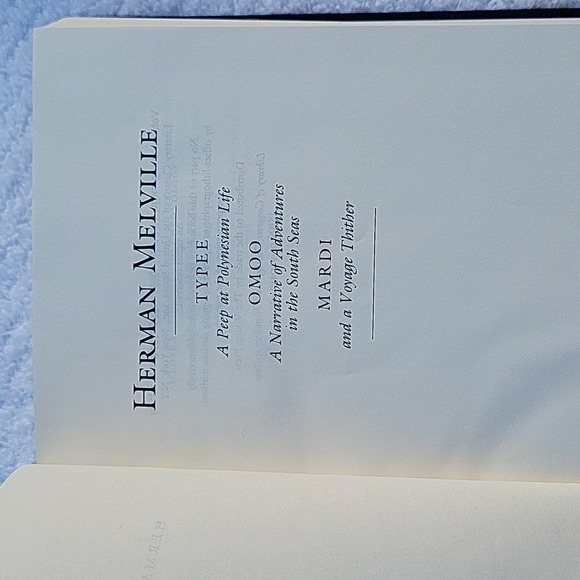 HERMAN MELVILLE
TYPEE
A Peep at Polynesian Life
OMOO
A Narrative of Adventures
in the South Seas
MARDI
and a Voyage Thither